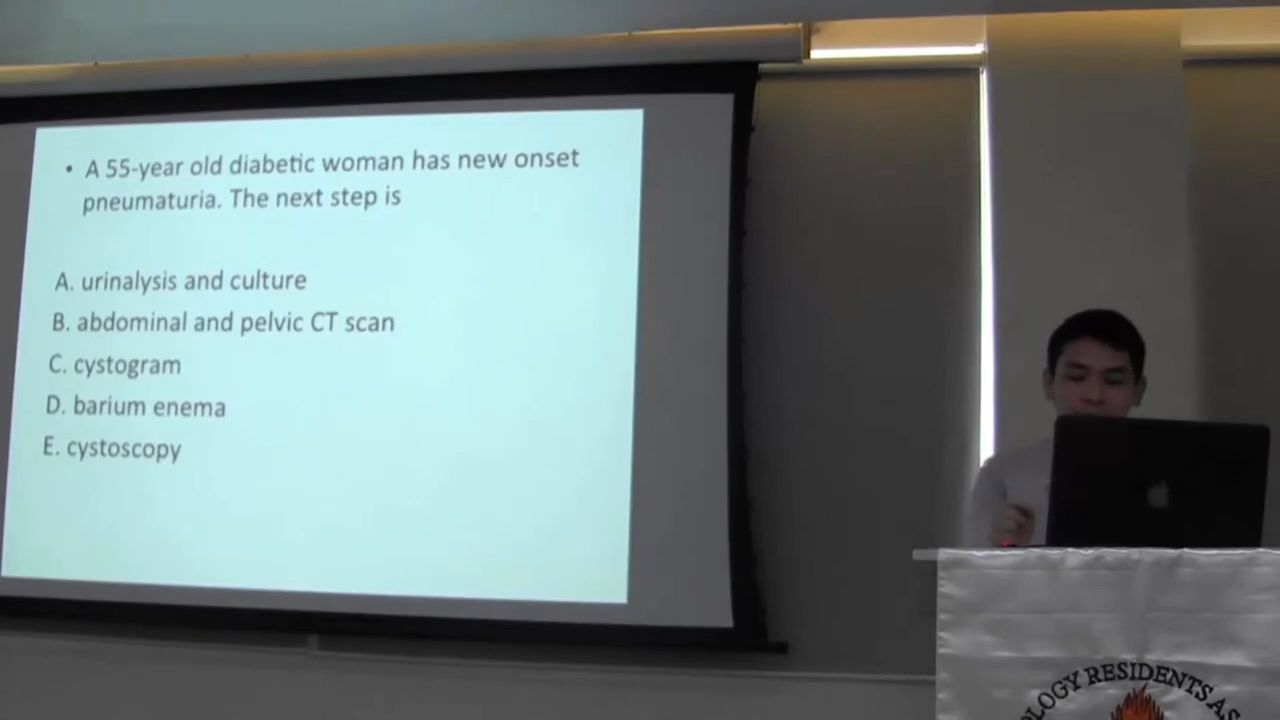 • A 55-year old diabetic woman has new onset
pneumaturia. The next step is
A. urinalysis and culture
B. abdominal and pelvic CT scan
C. cystogram
D. barium enema
E. cystoscopy
OLOGY RESIDENTS AS